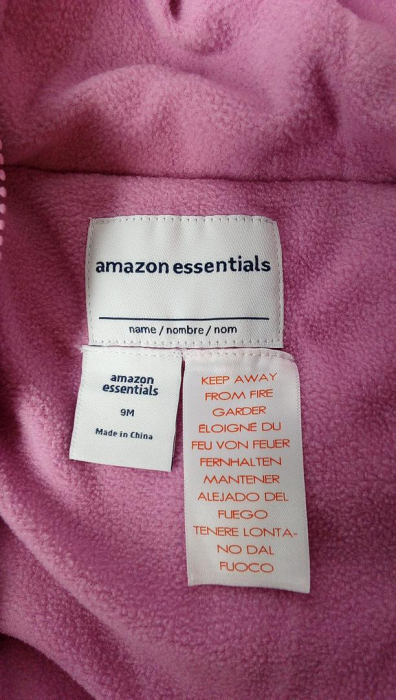 amazon essentials
name / nombre / nom
amazon
essentials
9M
Made in China
KEEP AWAY
FROM FIRE
GARDER
ÉLOIGNÉ DU
FEU VON FEUER
FERNHALTEN
MANTENER
ALEJADO DEL
FUEGO
TENERE LONTA-
NO DAL
FUOCO